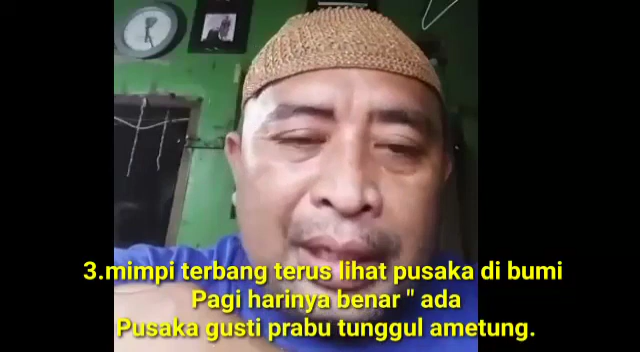 3.mimpi terbang terus lihat pusaka di bumi
Pagi harinya benar " ada
Pusaka gusti prabu tunggul ametung.